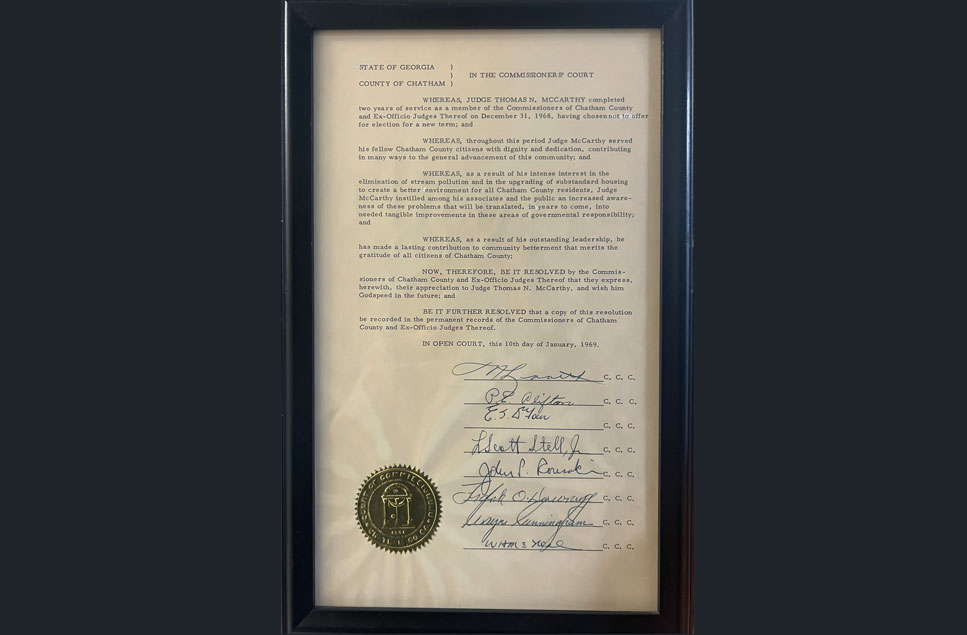 STATE OF GEORGIA )
) IN THE COMMISSIONERS' COURT
COUNTY OF CHATHAM )
WHEREAS, JUDGE THOMAS N. MCCARTHY completed
two years of service as a member of the Commissioners of Chatham County
and Ex-Officio Judges Thereof on December 31, 1968, having chosen not to offer
for election for a new term; and
WHEREAS, throughout this period Judge McCarthy served
his fellow Chatham County citizens with dignity and dedication, contributing
in many ways to the general advancement of this community; and
WHEREAS, as a result of his intense interest in the
elimination of stream pollution and in the upgrading of substandard housing
to create a better environment for all Chatham County residents, Judge
McCarthy instilled among his associates and the public an increased aware-
ness of these problems that will be translated, in years to come, into
needed tangible improvements in these areas of governmental responsibility;
and
WHEREAS, as a result of his outstanding leadership, he
has made a lasting contribution to community betterment that merits the
gratitude of all citizens of Chatham County;
NOW, THEREFORE, BE IT RESOLVED by the Commis-
sioners of Chatham County and Ex-Officio Judges Thereof that they express,
herewith, their appreciation to Judge Thomas N. McCarthy, and wish him
Godspeed in the future; and
BE IT FURTHER RESOLVED that a copy of this resolution
be recorded in the permanent records of the Commissioners of Chatham
County and Ex-Officio Judges Thereof.
IN OPEN COURT, this 10th day of January, 1969.
C. C. C.
P.E. Clifton C. C. C.
E.S.
C. C. C.
L Scott Stell, Jr C. C. C.
John P. C. C. C.
Frank O. C. C. C.
Wayne Cunningham C. C. C.
C. C. C.